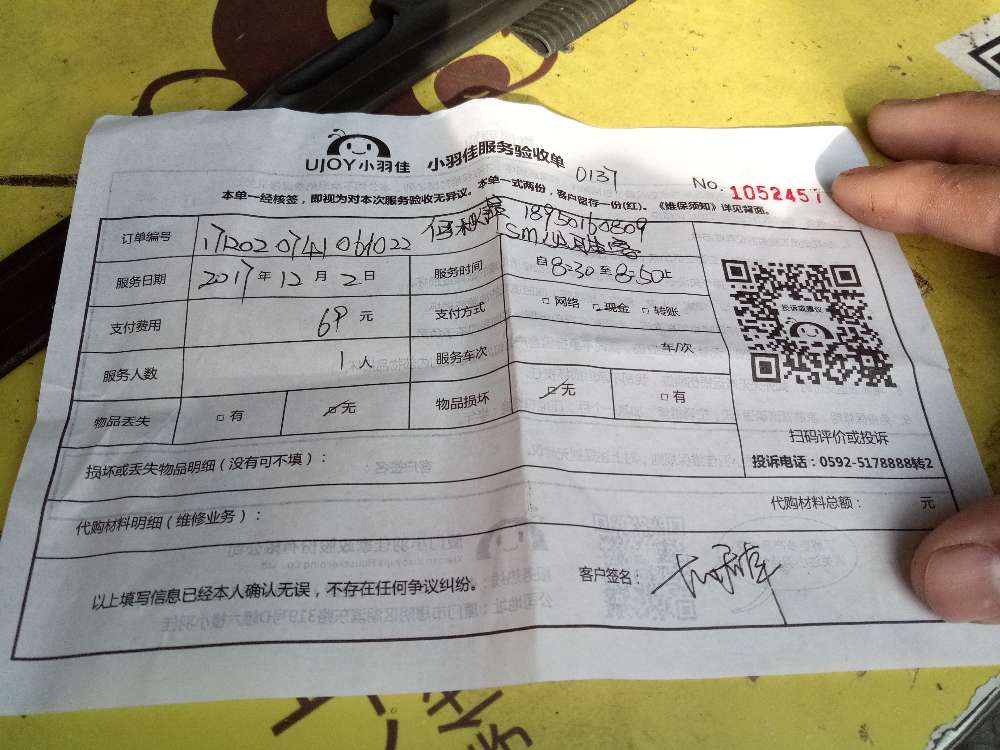 UJOY小羽佳 小羽佳服务验收单 0137
No. 1052457
本单一经核签，即视为对本次服务验收无异议。本单一式两份，客户留存一份(红)。《维保须知》详见背面。
订单编号 18950160809
服务日期 2017年12月2日 服务时间 自8:30至8:50止
支付费用 69元 支付方式 □网络 □现金 □转账
服务人数 1人 服务车次 车/次
物品丢失 □有 ☑无 物品损坏 ☑无 □有
投诉或建议
扫码评价或投诉
投诉电话：0592-5178888转2
损坏或丢失物品明细（没有可不填）：
代购材料明细（维修业务）： 代购材料总额： 元
以上填写信息已经本人确认无误，不存在任何争议纠纷。 客户签名：